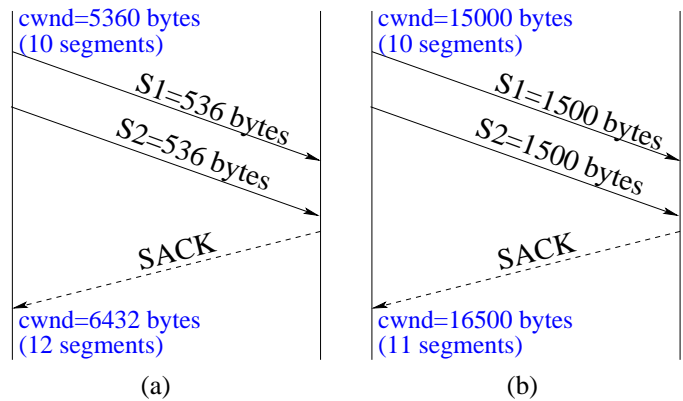 cwnd=5360 bytes
(10 segments)
S1=536 bytes
S2=536 bytes
SACK
cwnd=6432 bytes
(12 segments)
(a)
cwnd=15000 bytes
(10 segments)
S1=1500 bytes
S2=1500 bytes
SACK
cwnd=16500 bytes
(11 segments)
(b)